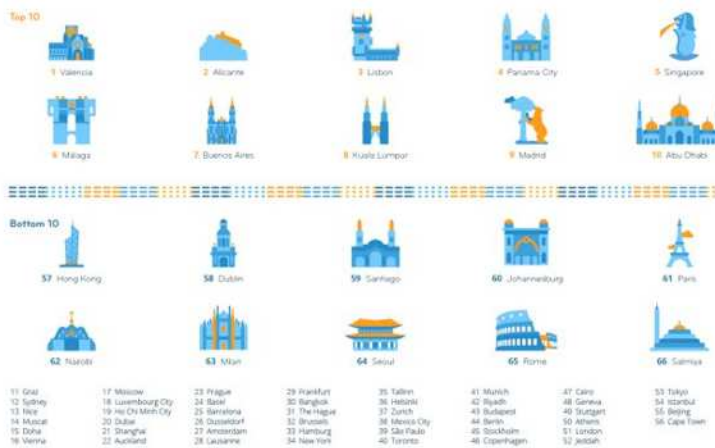 Top 10
1 Valencia
2 Alicante
3 Lisbon
4 Panama City
5 Singapore
6 Málaga
7 Buenos Aires
8 Kuala Lumpur
9 Madrid
10 Abu Dhabi
Bottom 10
57 Hong Kong
58 Dublin
59 Santiago
60 Johannesburg
61 Paris
62 Nairobi
63 Milan
64 Seoul
65 Rome
66 Salmiya
11 Graz
12 Sydney
13 Nice
14 Muscat
15 Doha
16 Vienna
17 Moscow
18 Luxembourg City
19 Ho Chi Minh City
20 Dubai
21 Shanghai
22 Auckland
23 Prague
24 Basel
25 Barcelona
26 Dusseldorf
27 Amsterdam
28 Lausanne
29 Frankfurt
30 Bangkok
31 The Hague
32 Brussels
33 Hamburg
34 New York
35 Tallinn
36 Helsinki
37 Zurich
38 Mexico City
39 São Paulo
40 Toronto
41 Munich
42 Riyadh
43 Budapest
44 Berlin
45 Stockholm
46 Copenhagen
47 Cairo
48 Geneva
49 Stuttgart
50 Athens
51 London
52 Jeddah
53 Tokyo
54 Istanbul
55 Beijing
56 Cape Town